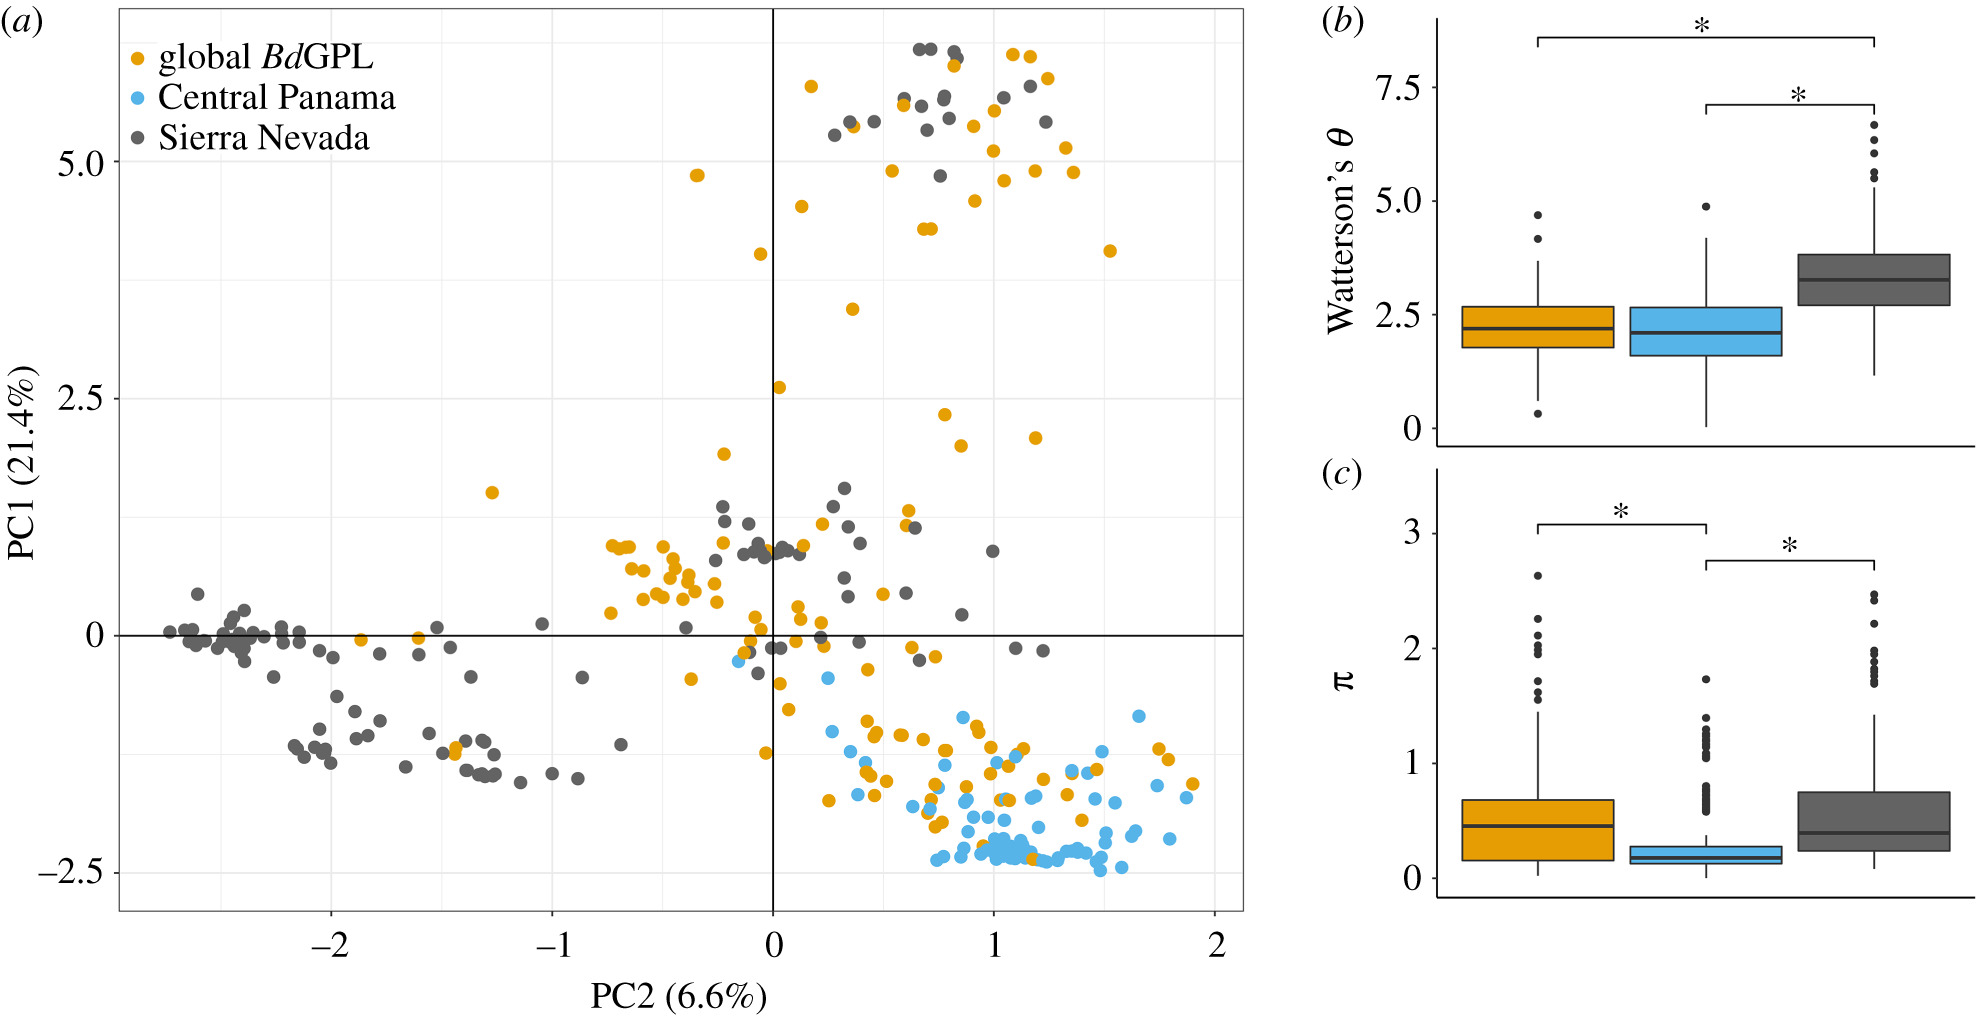 (a)
global BdGPL
Central Panama
Sierra Nevada
5.0
2.5
0
−2.5
PC1 (21.4%)
−2
−1
0
1
2
PC2 (6.6%)
(b)
*
*
7.5
5.0
2.5
0
Watterson's θ
(c)
*
*
3
2
1
0
π